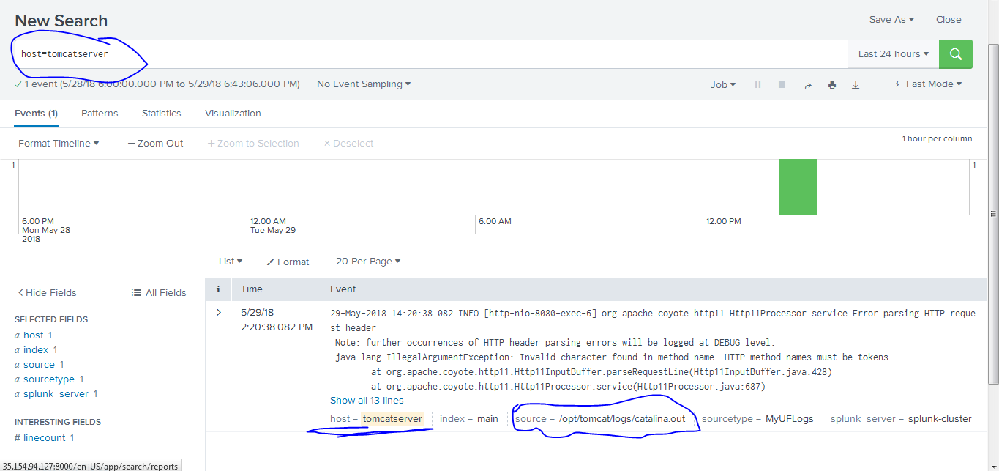 New Search
Save As Close
host=tomcatserver
Last 24 hours
1 event (5/28/18 6:00:00.000 PM to 5/29/18 6:43:06.000 PM) No Event Sampling
Job Fast Mode
Events (1) Patterns Statistics Visualization
Format Timeline — Zoom Out + Zoom to Selection × Deselect
1 hour per column
1 1
6:00 PM 12:00 AM 6:00 AM 12:00 PM
Mon May 28 Tue May 29
2018
List Format 20 Per Page
Hide Fields All Fields
i Time Event
SELECTED FIELDS
a host 1
a index 1
a source 1
a sourcetype 1
a splunk server 1
INTERESTING FIELDS
# linecount 1
5/29/18
2:20:38.082 PM
29-May-2018 14:20:38.082 INFO [http-nio-8080-exec-6] org.apache.coyote.http11.Http11Processor.service Error parsing HTTP reque
st header
Note: further occurrences of HTTP header parsing errors will be logged at DEBUG level.
java.lang.IllegalArgumentException: Invalid character found in method name. HTTP method names must be tokens
at org.apache.coyote.http11.Http11InputBuffer.parseRequestLine(Http11InputBuffer.java:428)
at org.apache.coyote.http11.Http11Processor.service(Http11Processor.java:687)
Show all 13 lines
host – tomcatserver index – main source – /opt/tomcat/logs/catalina.out sourcetype – MyUFLogs splunk server – splunk-cluster
35.154.94.127:8000/en-US/app/search/reports